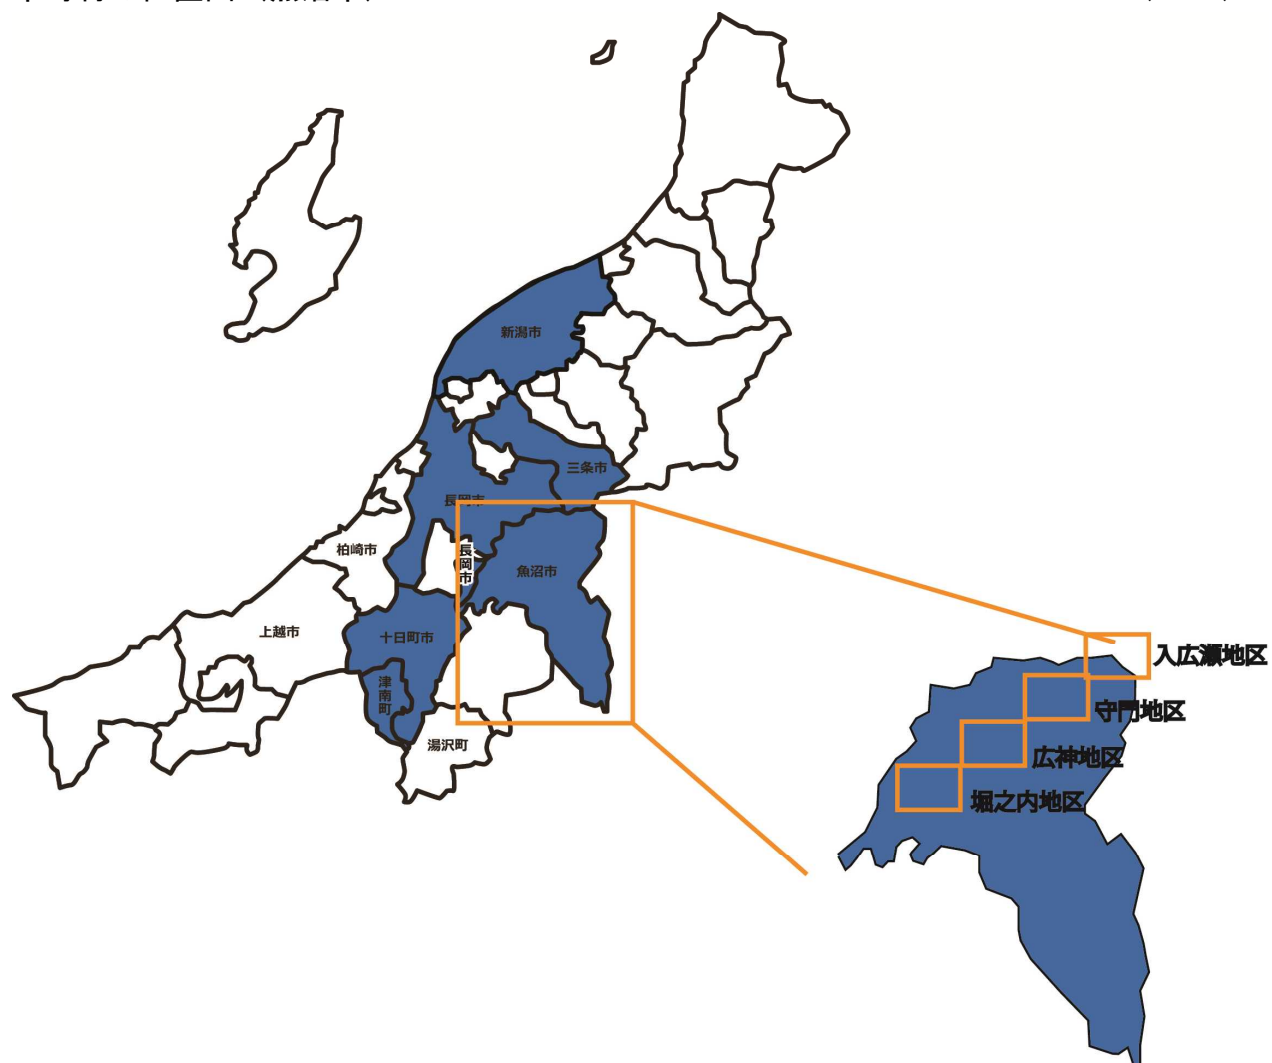 新潟市
三条市
長岡市
柏崎市
長岡市
魚沼市
上越市
十日町市
津南町
湯沢町
入広瀬地区
守門地区
広神地区
堀之内地区